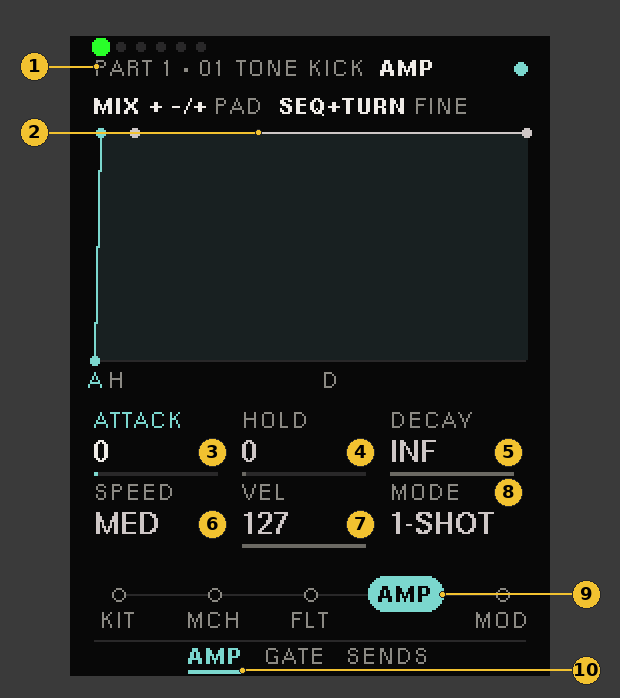 1 PART 1 · 01 TONE KICK AMP
MIX + -/+ PAD SEQ+TURN FINE
2
A H D
ATTACK HOLD DECAY
0 3 0 4 INF 5
SPEED VEL MODE 8
MED 6 127 7 1-SHOT
AMP 9
KIT MCH FLT MOD
AMP GATE SENDS
10